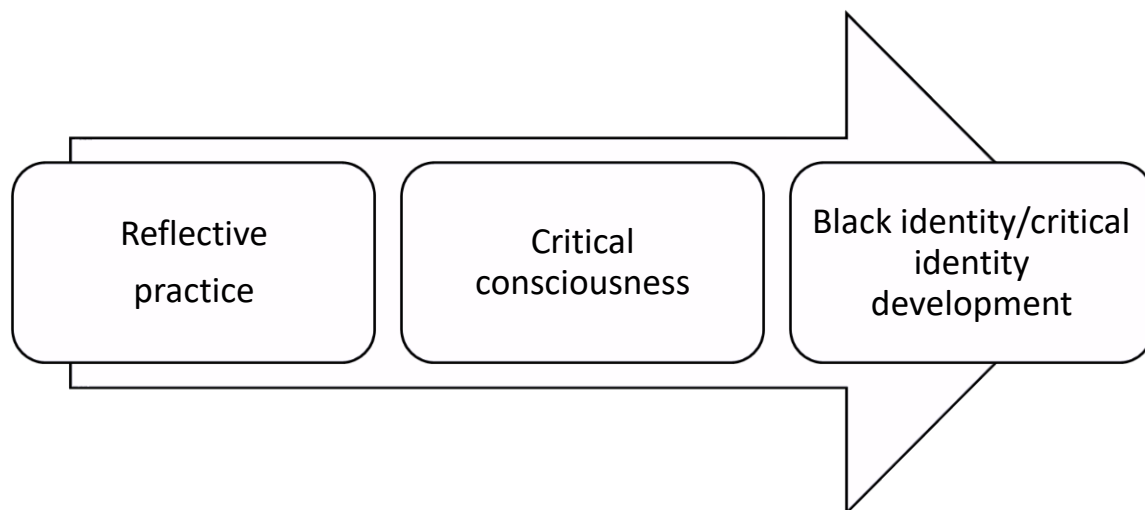 Reflective
practice
Critical
consciousness
Black identity/critical
identity
development